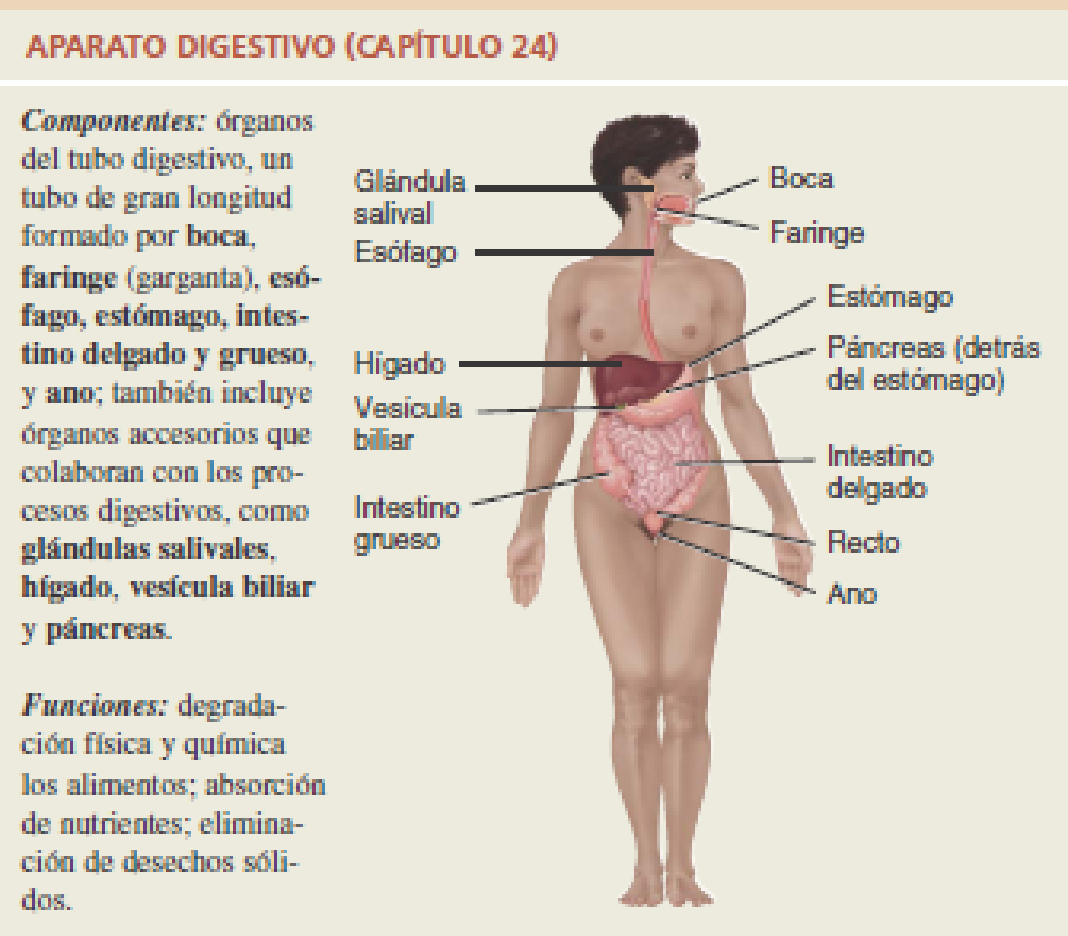 APARATO DIGESTIVO (CAPÍTULO 24)
Componentes: órganos
del tubo digestivo, un
tubo de gran longitud
formado por boca,
faringe (garganta), esó-
fago, estómago, intes-
tino delgado y grueso,
y ano; también incluye
órganos accesorios que
colaboran con los pro-
cesos digestivos, como
glándulas salivales,
hígado, vesícula biliar
y páncreas.
Funciones: degrada-
ción física y química
los alimentos; absorción
de nutrientes; elimina-
ción de desechos sóli-
dos.
Glándula
salival
Esófago
Hígado
Vesícula
biliar
Intestino
grueso
Boca
Faringe
Estómago
Páncreas (detrás
del estómago)
Intestino
delgado
Recto
Ano